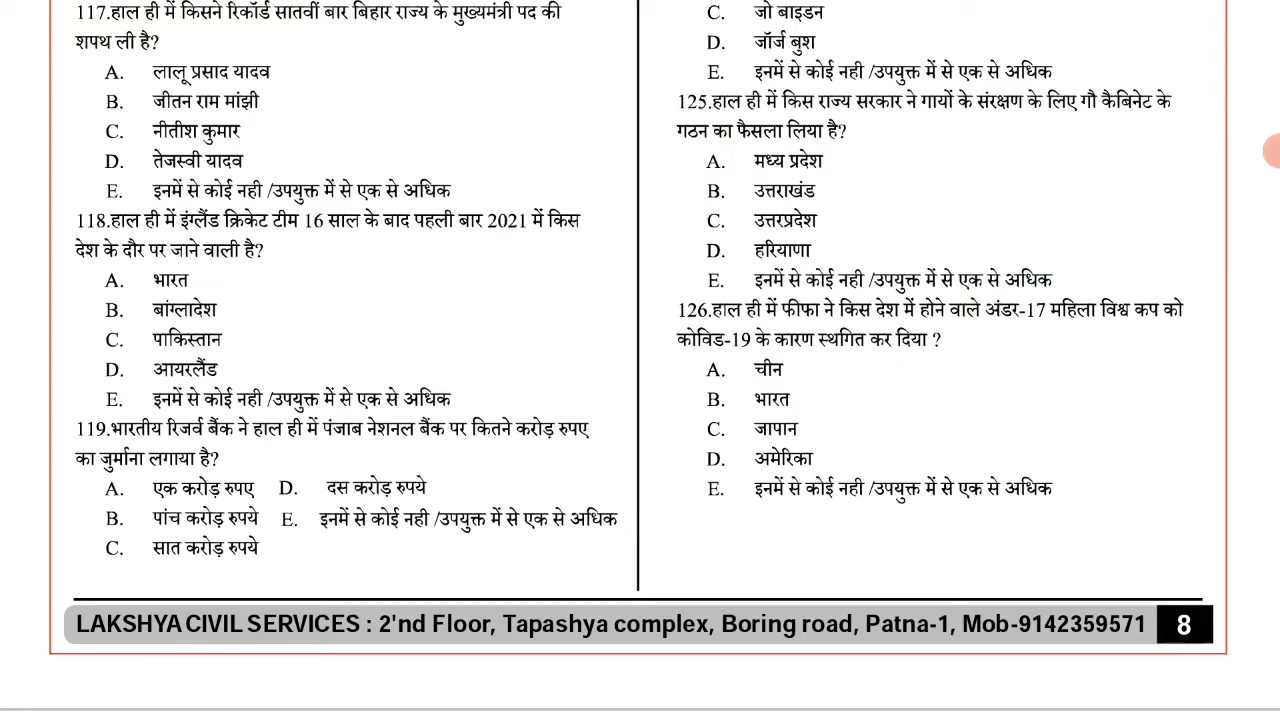 117.हाल ही में किसने रिकॉर्ड सातवीं बार बिहार राज्य के मुख्यमंत्री पद की
शपथ ली है?
A. लालू प्रसाद यादव
B. जीतन राम मांझी
C. नीतीश कुमार
D. तेजस्वी यादव
E. इनमें से कोई नही /उपयुक्त में से एक से अधिक
118.हाल ही में इंग्लैंड क्रिकेट टीम 16 साल के बाद पहली बार 2021 में किस
देश के दौर पर जाने वाली है?
A. भारत
B. बांग्लादेश
C. पाकिस्तान
D. आयरलैंड
E. इनमें से कोई नही /उपयुक्त में से एक से अधिक
119.भारतीय रिजर्व बैंक ने हाल ही में पंजाब नेशनल बैंक पर कितने करोड़ रुपए
का जुर्माना लगाया है?
A. एक करोड़ रुपए D. दस करोड़ रुपये
B. पांच करोड़ रुपये E. इनमें से कोई नही /उपयुक्त में से एक से अधिक
C. सात करोड़ रुपये
C. जो बाइडन
D. जॉर्ज बुश
E. इनमें से कोई नही /उपयुक्त में से एक से अधिक
125.हाल ही में किस राज्य सरकार ने गायों के संरक्षण के लिए गौ कैबिनेट के
गठन का फैसला लिया है?
A. मध्य प्रदेश
B. उत्तराखंड
C. उत्तरप्रदेश
D. हरियाणा
E. इनमें से कोई नही /उपयुक्त में से एक से अधिक
126.हाल ही में फीफा ने किस देश में होने वाले अंडर-17 महिला विश्व कप को
कोविड-19 के कारण स्थगित कर दिया ?
A. चीन
B. भारत
C. जापान
D. अमेरिका
E. इनमें से कोई नही /उपयुक्त में से एक से अधिक
LAKSHYA CIVIL SERVICES : 2'nd Floor, Tapashya complex, Boring road, Patna-1, Mob-9142359571 8